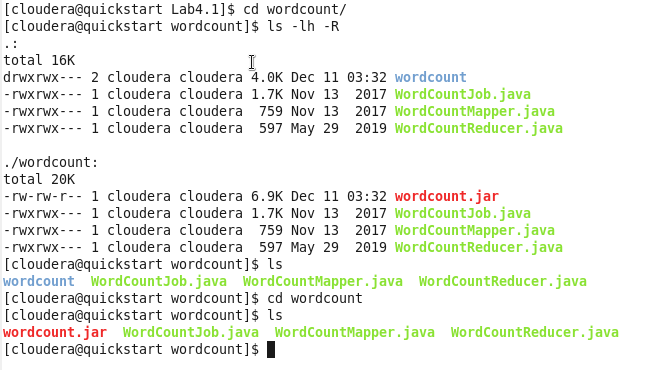 [cloudera@quickstart Lab4.1]$ cd wordcount/
[cloudera@quickstart wordcount]$ ls -lh -R
.:
total 16K
drwxrwx--- 2 cloudera cloudera 4.0K Dec 11 03:32 wordcount
-rwxrwx--- 1 cloudera cloudera 1.7K Nov 13  2017 WordCountJob.java
-rwxrwx--- 1 cloudera cloudera  759 Nov 13  2017 WordCountMapper.java
-rwxrwx--- 1 cloudera cloudera  597 May 29  2019 WordCountReducer.java

./wordcount:
total 20K
-rw-rw-r-- 1 cloudera cloudera 6.9K Dec 11 03:32 wordcount.jar
-rwxrwx--- 1 cloudera cloudera 1.7K Nov 13  2017 WordCountJob.java
-rwxrwx--- 1 cloudera cloudera  759 Nov 13  2017 WordCountMapper.java
-rwxrwx--- 1 cloudera cloudera  597 May 29  2019 WordCountReducer.java
[cloudera@quickstart wordcount]$ ls
wordcount  WordCountJob.java  WordCountMapper.java  WordCountReducer.java
[cloudera@quickstart wordcount]$ cd wordcount
[cloudera@quickstart wordcount]$ ls
wordcount.jar  WordCountJob.java  WordCountMapper.java  WordCountReducer.java
[cloudera@quickstart wordcount]$